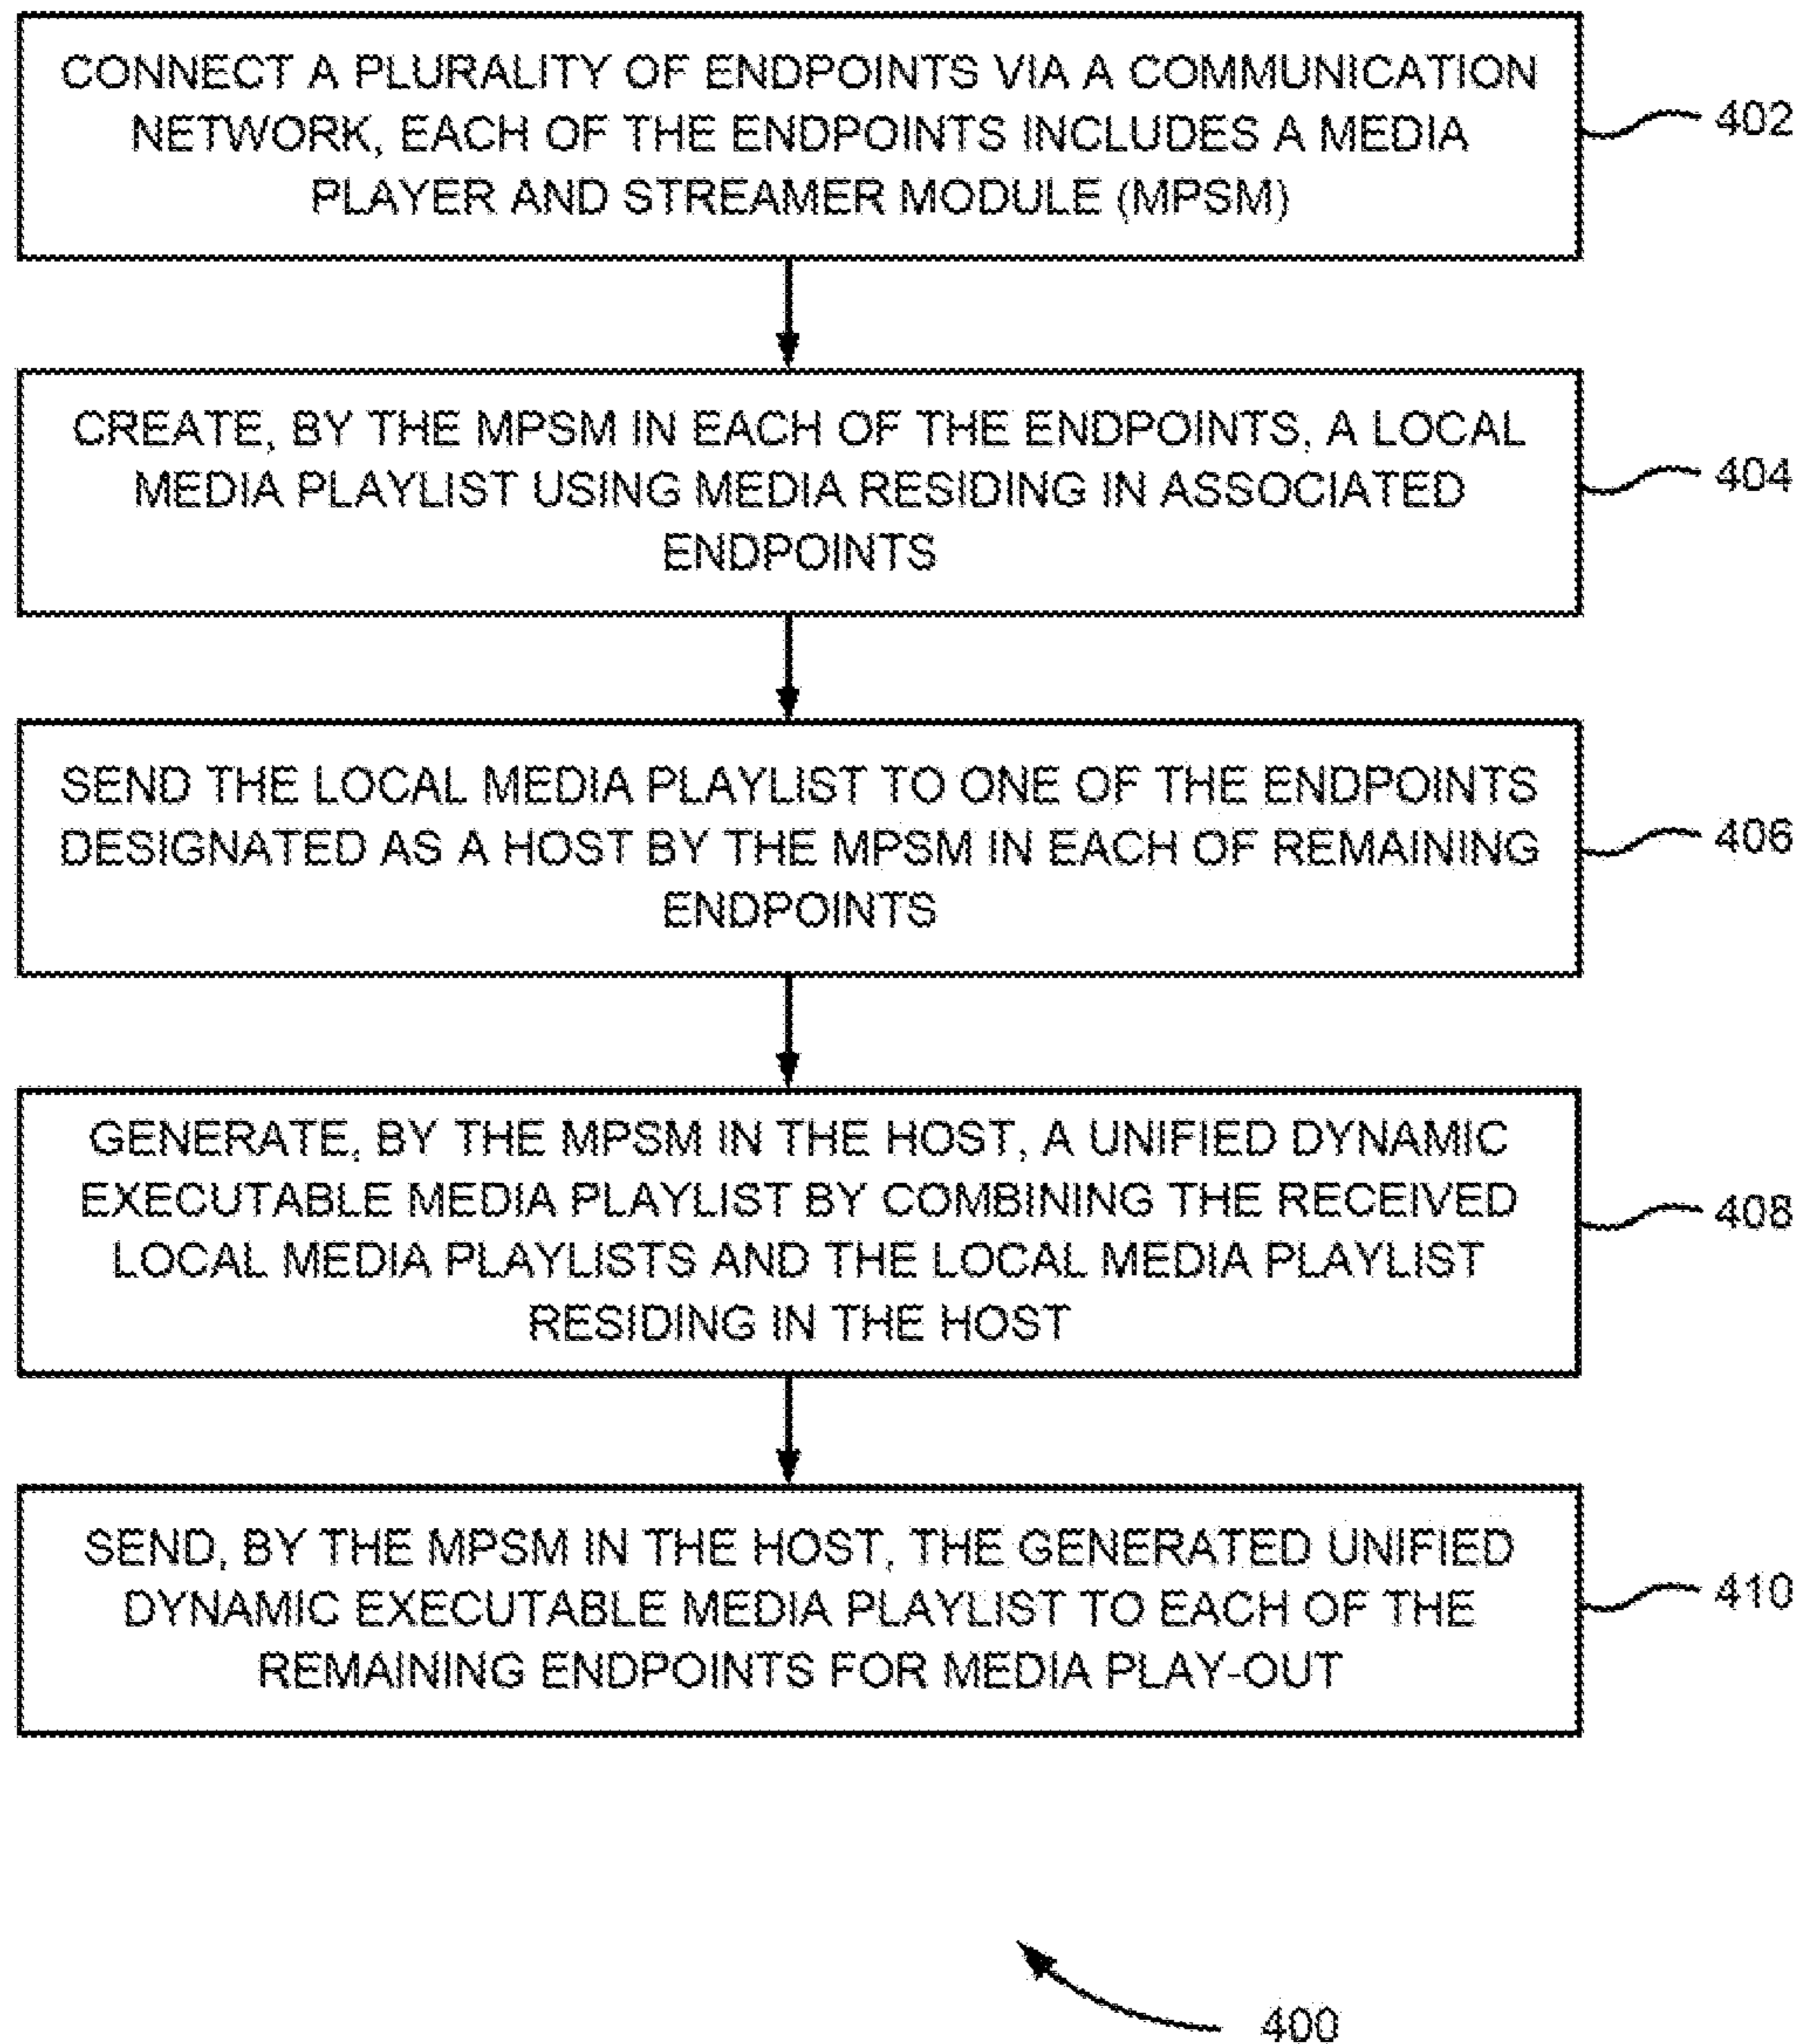 CONNECT A PLURALITY OF ENDPOINTS VIA A COMMUNICATION
NETWORK, EACH OF THE ENDPOINTS INCLUDES A MEDIA
PLAYER AND STREAMER MODULE (MPSM)
402
CREATE, BY THE MPSM IN EACH OF THE ENDPOINTS, A LOCAL
MEDIA PLAYLIST USING MEDIA RESIDING IN ASSOCIATED
ENDPOINTS
404
SEND THE LOCAL MEDIA PLAYLIST TO ONE OF THE ENDPOINTS
DESIGNATED AS A HOST BY THE MPSM IN EACH OF REMAINING
ENDPOINTS
406
GENERATE, BY THE MPSM IN THE HOST, A UNIFIED DYNAMIC
EXECUTABLE MEDIA PLAYLIST BY COMBINING THE RECEIVED
LOCAL MEDIA PLAYLISTS AND THE LOCAL MEDIA PLAYLIST
RESIDING IN THE HOST
408
SEND, BY THE MPSM IN THE HOST, THE GENERATED UNIFIED
DYNAMIC EXECUTABLE MEDIA PLAYLIST TO EACH OF THE
REMAINING ENDPOINTS FOR MEDIA PLAY-OUT
410
400